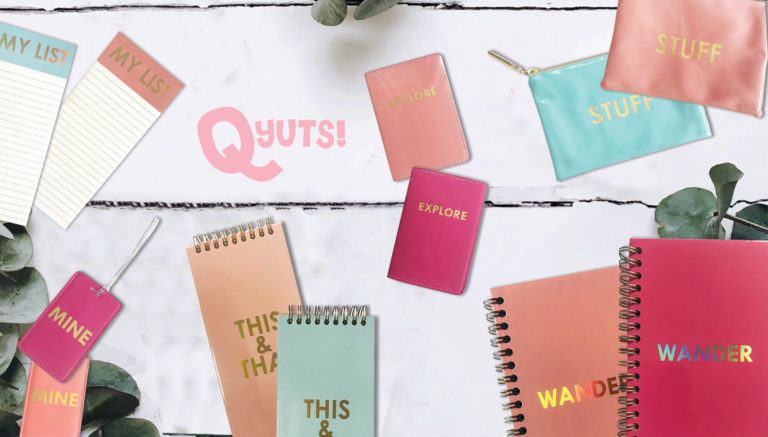 MY LIST
MY LIST
QYUTS!
EXPLORE
EXPLORE
STUFF
STUFF
MINE
MINE
THIS
&
THA
THIS
&
WANDER
WANDER